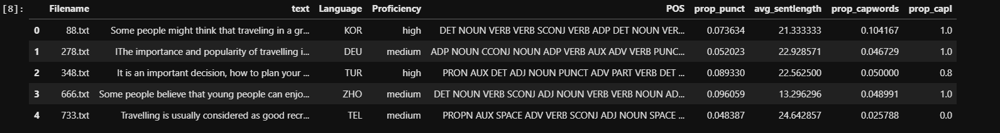 [8]: Filename text Language Proficiency POS prop_punct avg_sentlength prop_capwords prop_capI
0 88.txt Some people might think that traveling in a gr... KOR high DET NOUN VERB VERB SCONJ VERB ADP DET NOUN VER... 0.073634 21.333333 0.104167 1.0
1 278.txt IThe importance and popularity of travelling i... DEU medium ADP NOUN CCONJ NOUN ADP VERB AUX ADV VERB PUNC... 0.052023 22.928571 0.046729 1.0
2 348.txt It is an important decision, how to plan your ... TUR high PRON AUX DET ADJ NOUN PUNCT ADV PART VERB DET ... 0.089330 22.562500 0.050000 0.8
3 666.txt Some people believe that young people can enjo... ZHO medium DET NOUN VERB SCONJ ADJ NOUN VERB VERB NOUN AD... 0.096059 13.296296 0.048991 1.0
4 733.txt Travelling is usually considered as good recr... TEL medium PROPN AUX SPACE ADV VERB SCONJ ADJ NOUN SPACE ... 0.048387 24.642857 0.025788 0.0